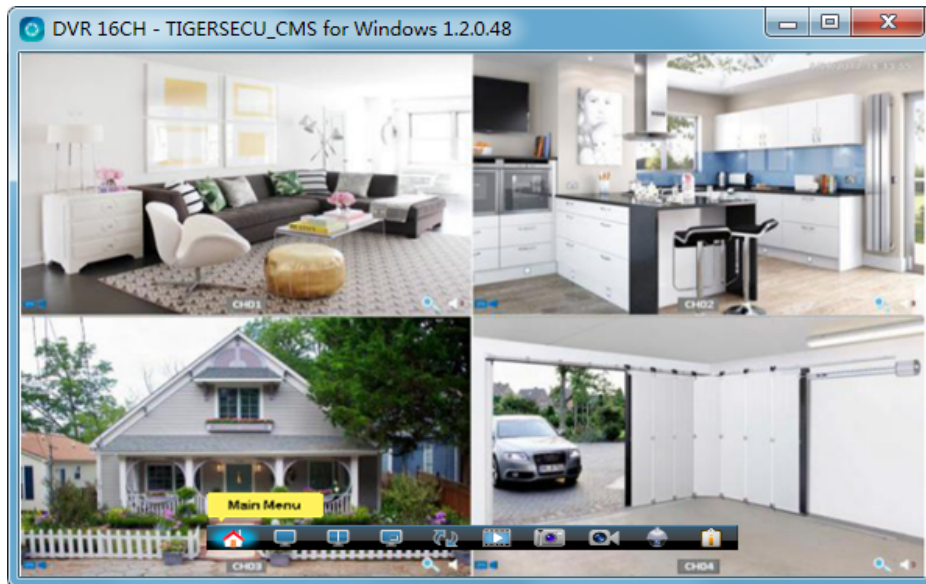 DVR 16CH - TIGERSECU_CMS for Windows 1.2.0.48
CH01
CH02
Main Menu
CH03
CH04